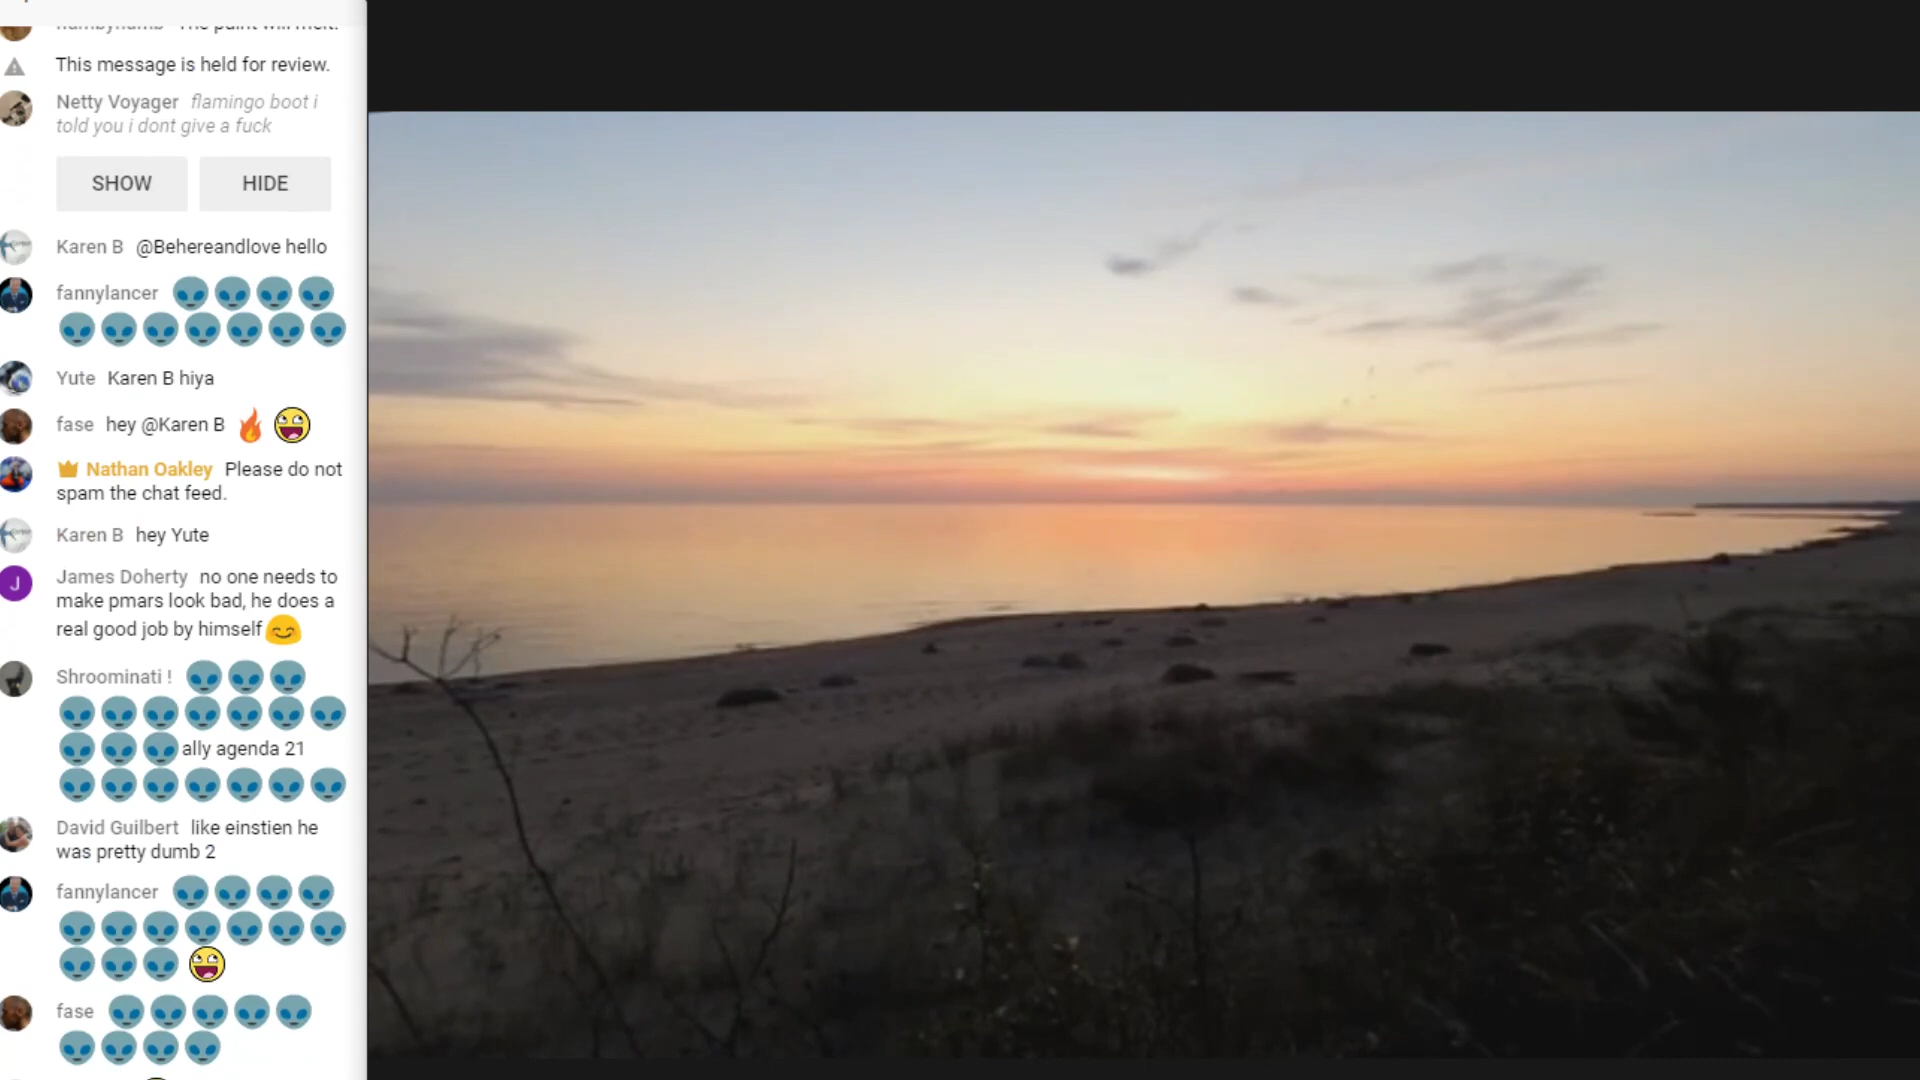 This message is held for review.
Netty Voyager flamingo boot i
told you i dont give a fuck
SHOW HIDE
Karen B @Behereandlove hello
fannylancer
Yute Karen B hiya
fase hey @Karen B
Nathan Oakley Please do not
spam the chat feed.
Karen B hey Yute
J
James Doherty no one needs to
make pmars look bad, he does a
real good job by himself
Shroominati !
ally agenda 21
David Guilbert like einstien he
was pretty dumb 2
fannylancer
fase